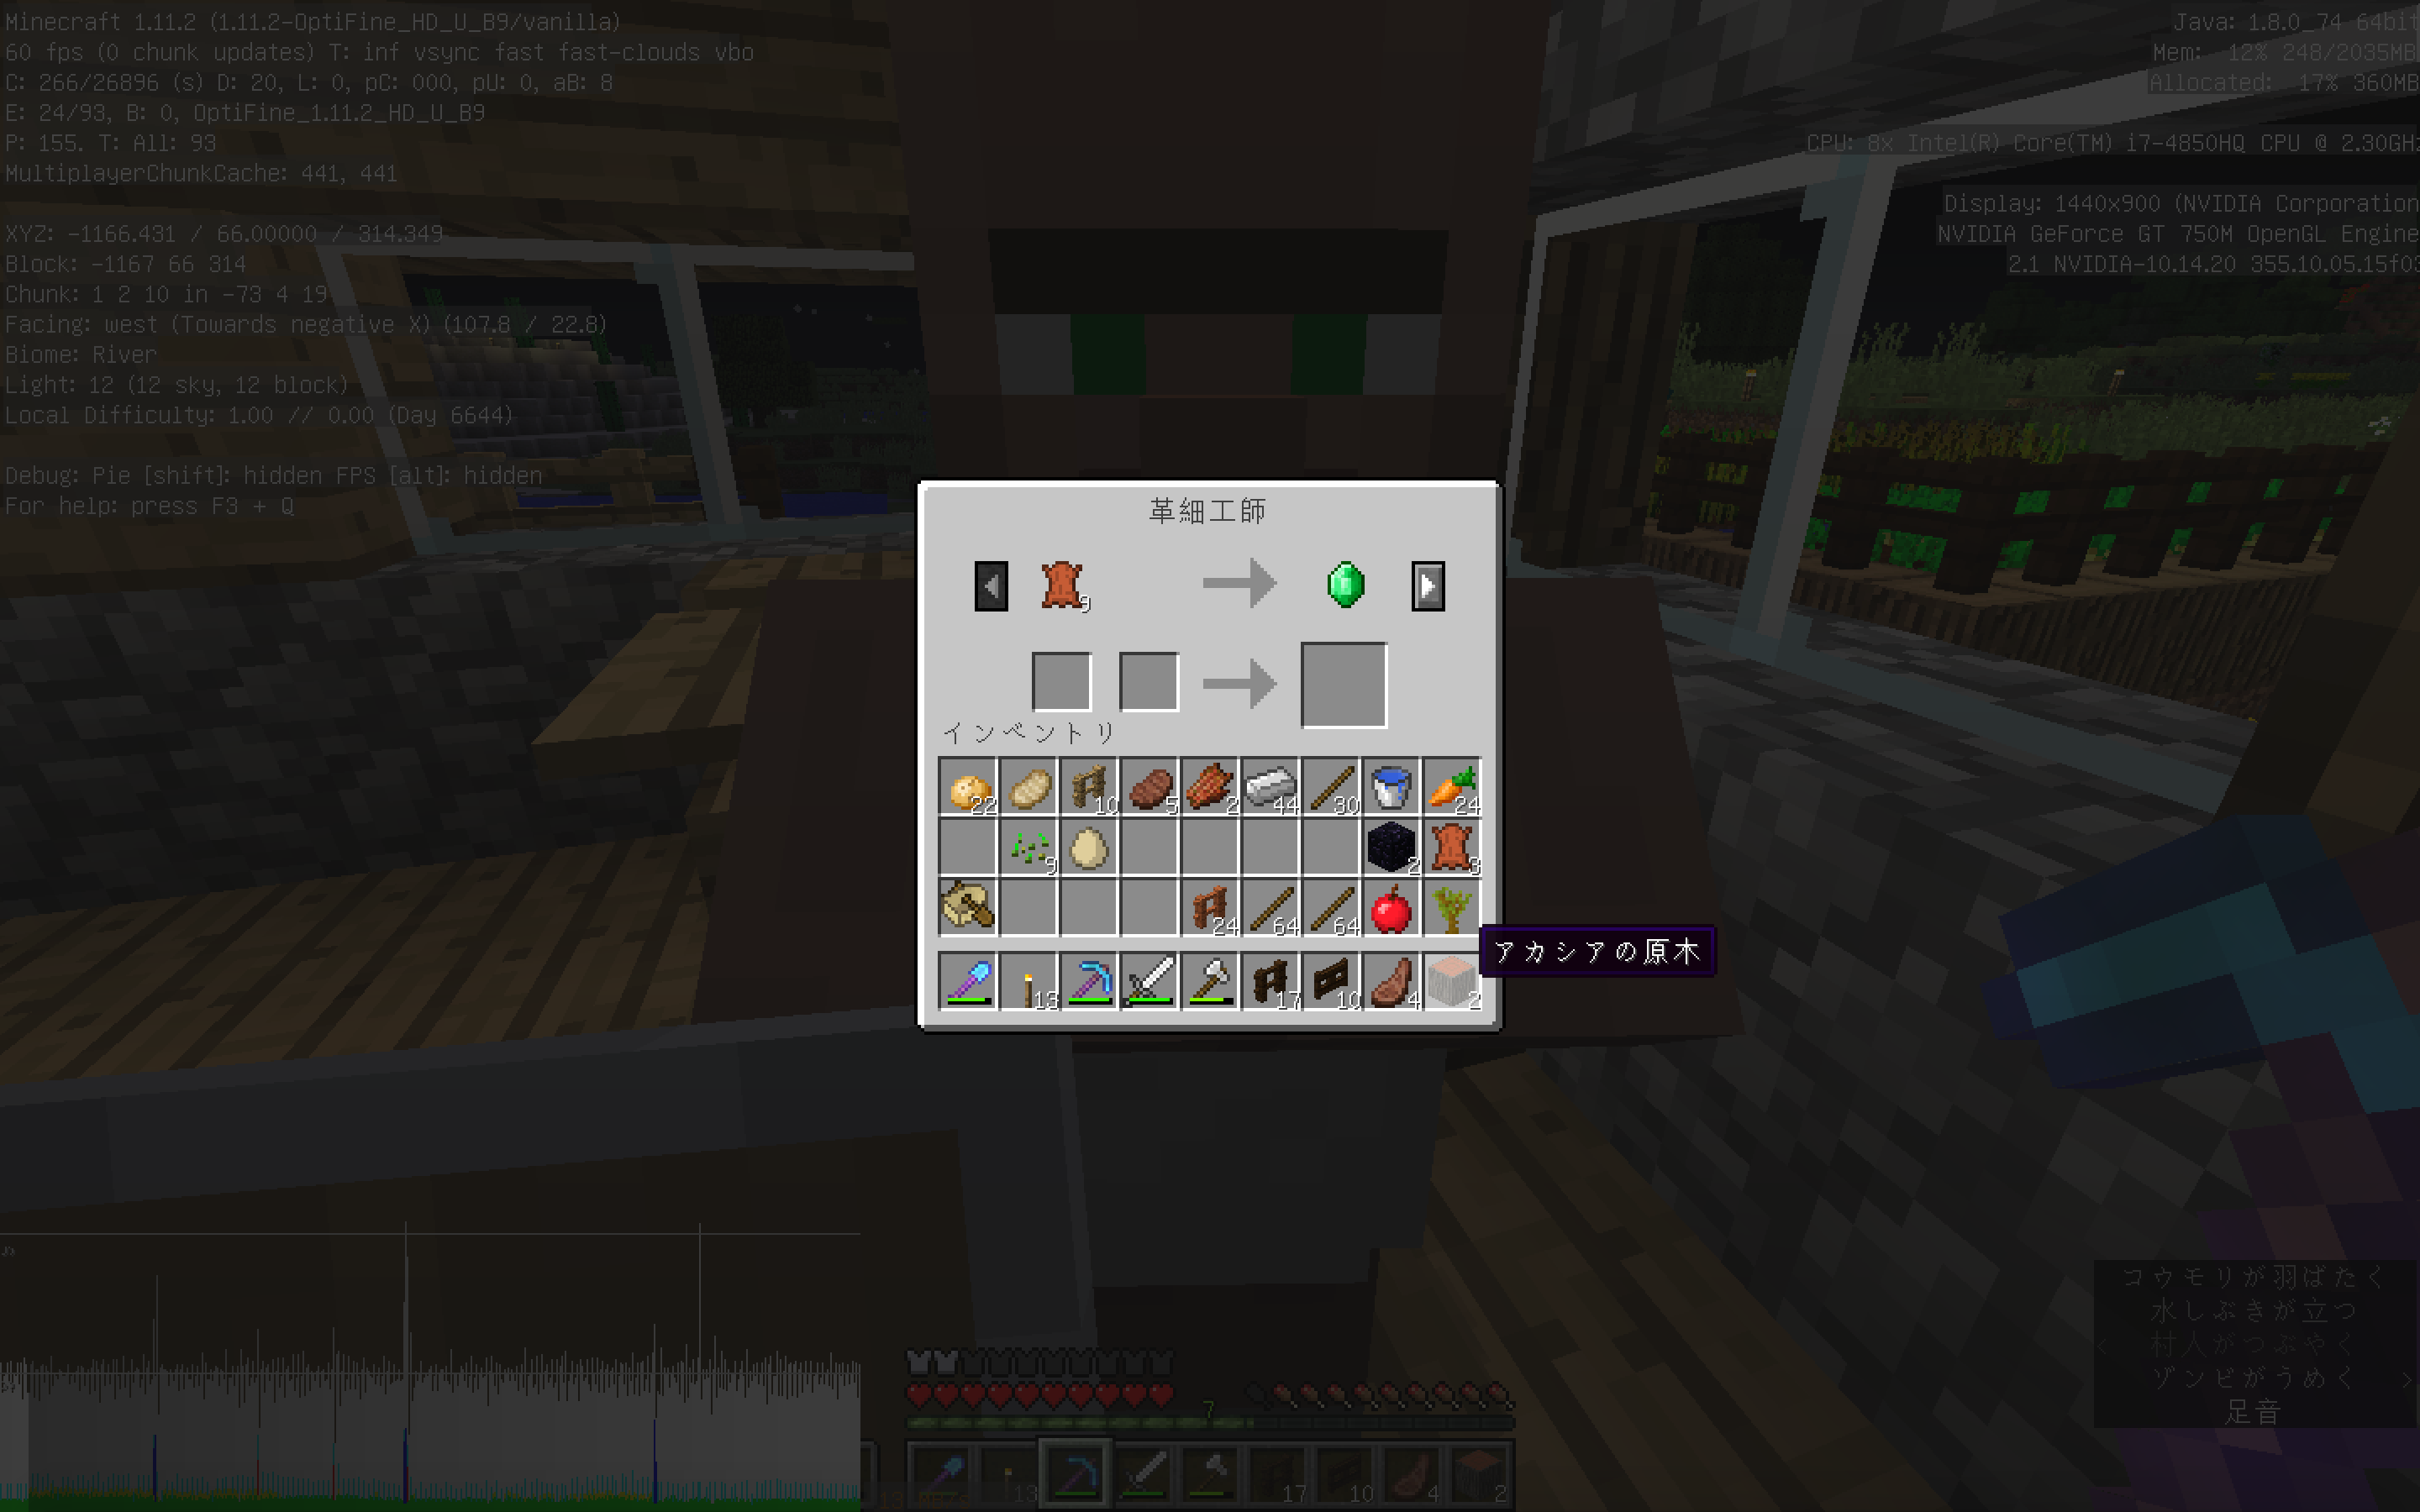 Minecraft 1.11.2 (1.11.2-OptiFine_HD_U_B9/vanilla)
60 fps (0 chunk updates) T: inf vsync fast fast-clouds vbo
C: 266/26896 (s) D: 20, L: 0, pC: 000, pU: 0, aB: 8
E: 24/93, B: 0, OptiFine_1.11.2_HD_U_B9
P: 155. T: All: 93
MultiplayerChunkCache: 441, 441
XYZ: -1166.431 / 66.00000 / 314.349
Block: -1167 66 314
Chunk: 1 2 10 in -73 4 19
Facing: west (Towards negative X) (107.8 / 22.8)
Biome: River
Light: 12 (12 sky, 12 block)
Local Difficulty: 1.00 // 0.00 (Day 6644)
Debug: Pie [shift]: hidden FPS [alt]: hidden
For help: press F3 + Q
Java: 1.8.0_74 64bit
Mem: 12% 248/2035MB
Allocated: 17% 360MB
CPU: 8x Intel(R) Core(TM) i7-4850HQ CPU @ 2.30GHz
Display: 1440x900 (NVIDIA Corporation
NVIDIA GeForce GT 750M OpenGL Engine
2.1 NVIDIA-10.14.20 355.10.05.15f03
革細工師
9
インベントリ
22 10 5 2 44 30 24
9 2 3
24 64 64
アカシアの原木
13 17 10 4 2
コウモリが羽ばたく
水しぶきが立つ
< 村人がつぶやく
ゾンビがうめく >
足音
7
13 17 10 4 2